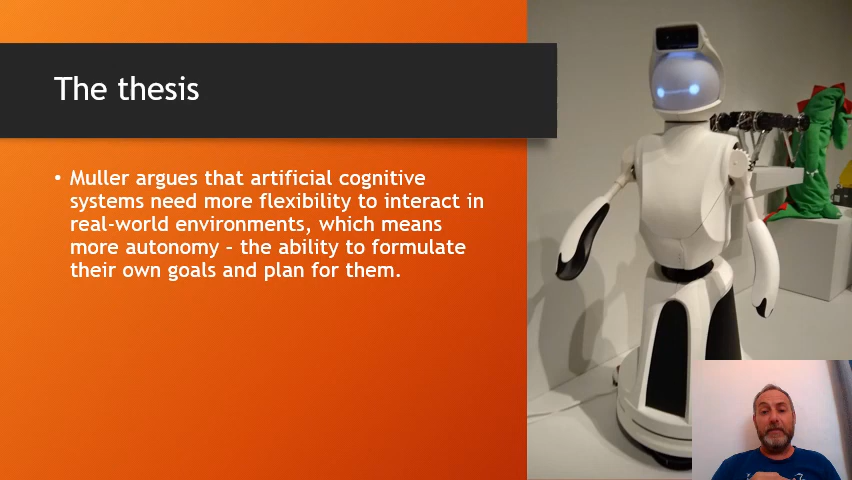 The thesis
• Muller argues that artificial cognitive
systems need more flexibility to interact in
real-world environments, which means
more autonomy – the ability to formulate
their own goals and plan for them.